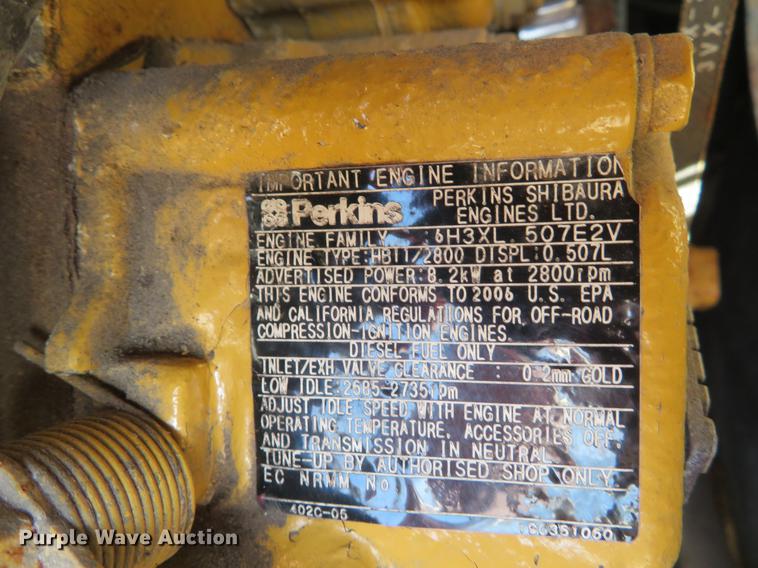 3VX-
IMPORTANT ENGINE INFORMATION
Perkins
PERKINS SHIBAURA
ENGINES LTD.
ENGINE FAMILY 6H3XL.507E2V
ENGINE TYPE:HB11/2800 DISPL:0.507L
ADVERTISED POWER:8.2kW at 2800rpm
THIS ENGINE CONFORMS TO 2006 U.S. EPA
AND CALIFORNIA REGULATIONS FOR OFF-ROAD
COMPRESSION-IGNITION ENGINES.
DIESEL FUEL ONLY
INLET/EXH VALVE CLEARANCE : 0.2mm COLD
LOW IDLE:2685-2735rpm
ADJUST IDLE SPEED WITH ENGINE AT NORMAL
OPERATING TEMPERATURE, ACCESSORIES OFF,
AND TRANSMISSION IN NEUTRAL
TUNE-UP BY AUTHORISED SHOP ONLY
EC NRMM No
402C-05
Purple Wave Auction